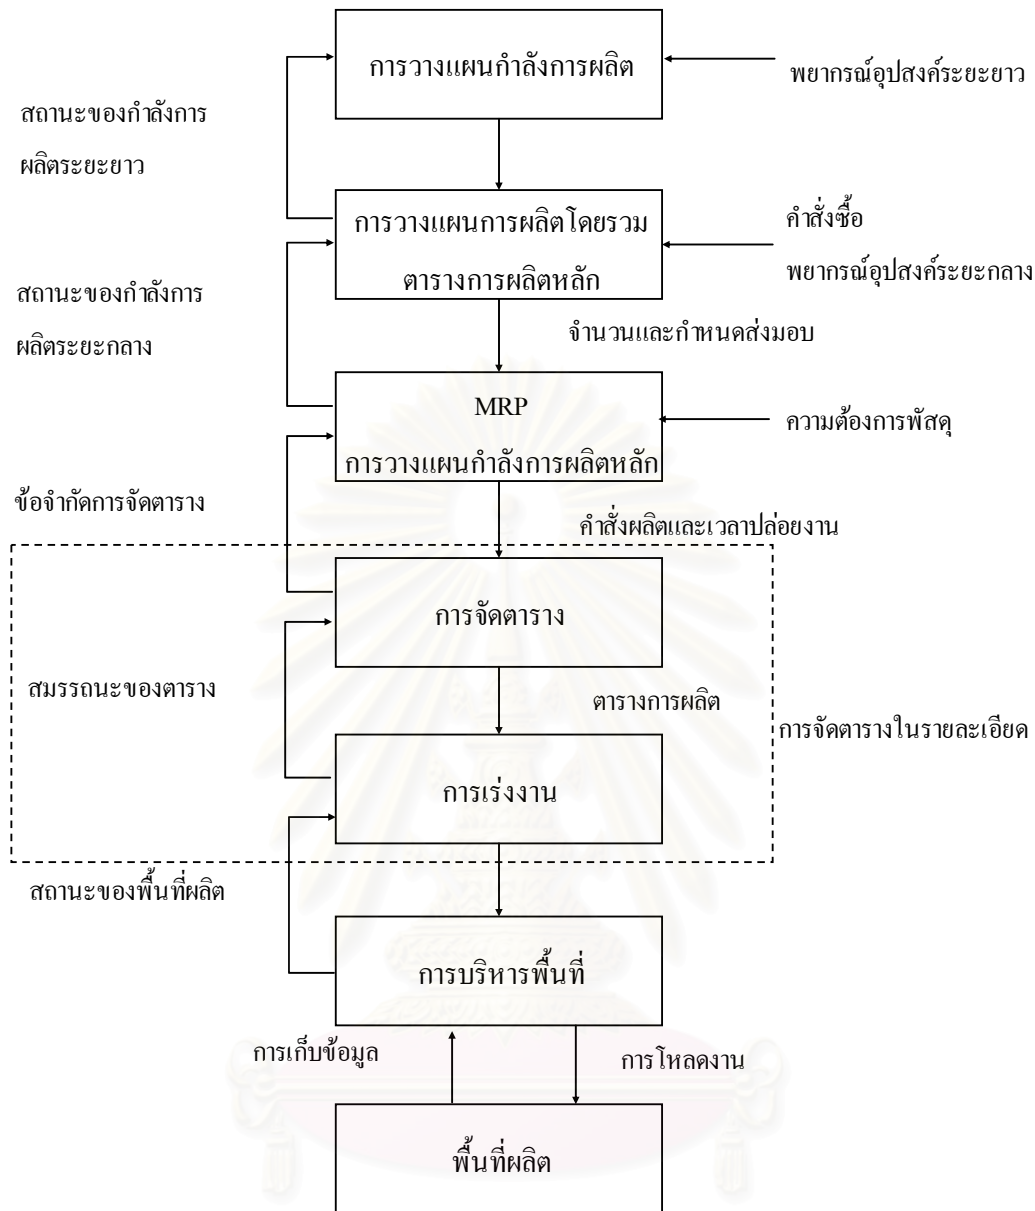 การวางแผนกำลังการผลิต
พยากรณ์อุปสงค์ระยะยาว
สถานะของกำลังการ
ผลิตระยะยาว
การวางแผนการผลิตโดยรวม
ตารางการผลิตหลัก
คำสั่งซื้อ
พยากรณ์อุปสงค์ระยะกลาง
สถานะของกำลังการ
ผลิตระยะกลาง
จำนวนและกำหนดส่งมอบ
MRP
การวางแผนกำลังการผลิตหลัก
ความต้องการพัสดุ
ข้อจำกัดการจัดตาราง
คำสั่งผลิตและเวลาปล่อยงาน
การจัดตาราง
สมรรถนะของตาราง
ตารางการผลิต
การจัดตารางในรายละเอียด
การเร่งงาน
สถานะของพื้นที่ผลิต
การบริหารพื้นที่
การเก็บข้อมูล
การโหลดงาน
พื้นที่ผลิต